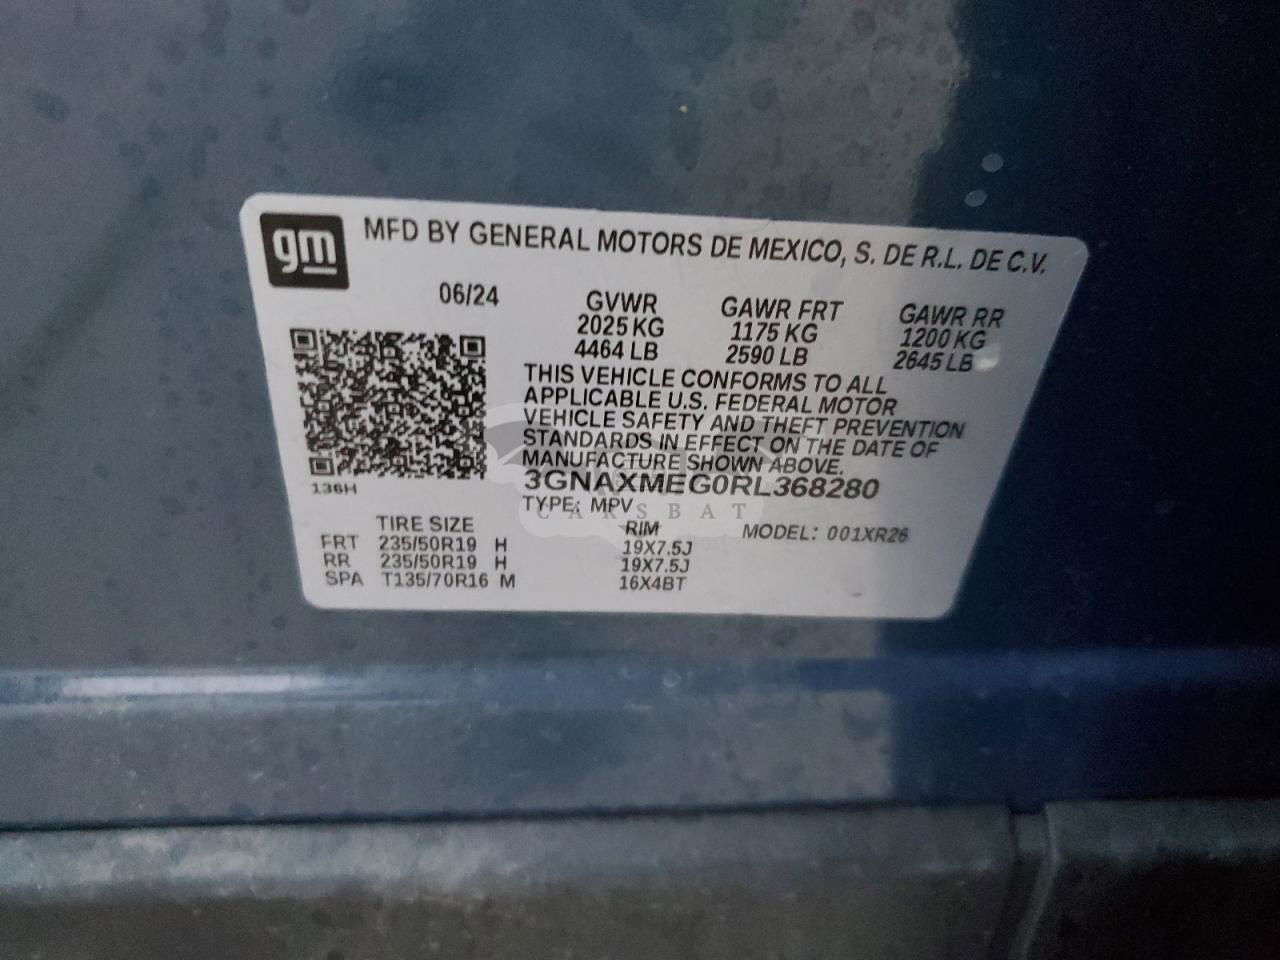 gm
MFD BY GENERAL MOTORS DE MEXICO, S. DE R.L. DE C.V.
06/24
GVWR GAWR FRT GAWR RR
2025 KG 1175 KG 1200 KG
4464 LB 2590 LB 2645 LB
THIS VEHICLE CONFORMS TO ALL
APPLICABLE U.S. FEDERAL MOTOR
VEHICLE SAFETY AND THEFT PREVENTION
STANDARDS IN EFFECT ON THE DATE OF
MANUFACTURE SHOWN ABOVE.
136H
3GNAXMEG0RL368280
TYPE: MPV
CARSBAT
TIRE SIZE RIM MODEL: 001XR26
FRT 235/50R19 H 19X7.5J
RR 235/50R19 H 19X7.5J
SPA T135/70R16 M 16X4BT